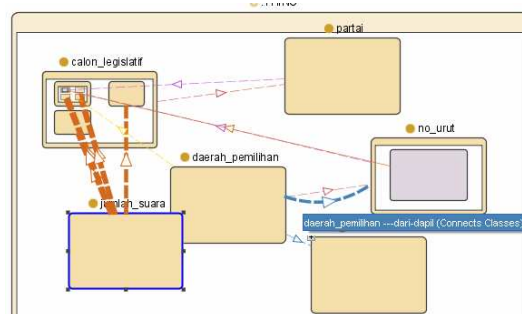 partai
calon_legislatif
no_urut
daerah_pemilihan
jumlah_suara
daerah_pemilihan ---dari-dapil (Connects Classes)